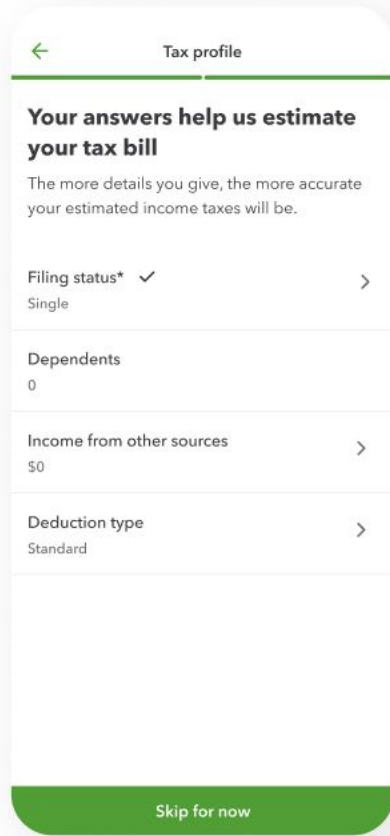 Tax profile
Your answers help us estimate
your tax bill
The more details you give, the more accurate
your estimated income taxes will be.
Filing status*
Single
Dependents
0
Income from other sources
$0
Deduction type
Standard
Skip for now